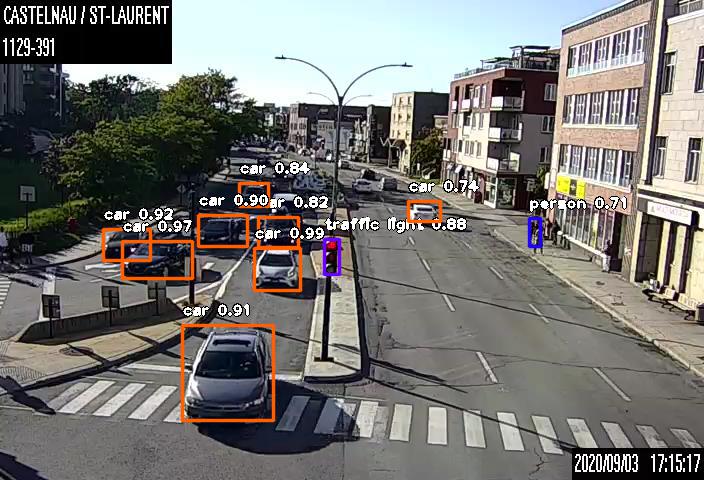 CASTELNAU / ST-LAURENT
1129-391
car 0.84
car 0.74
car 0.90
car 0.82
person 0.71
car 0.92
traffic light 0.88
car 0.97
car 0.99
car 0.91
2020/09/03 17:15:17